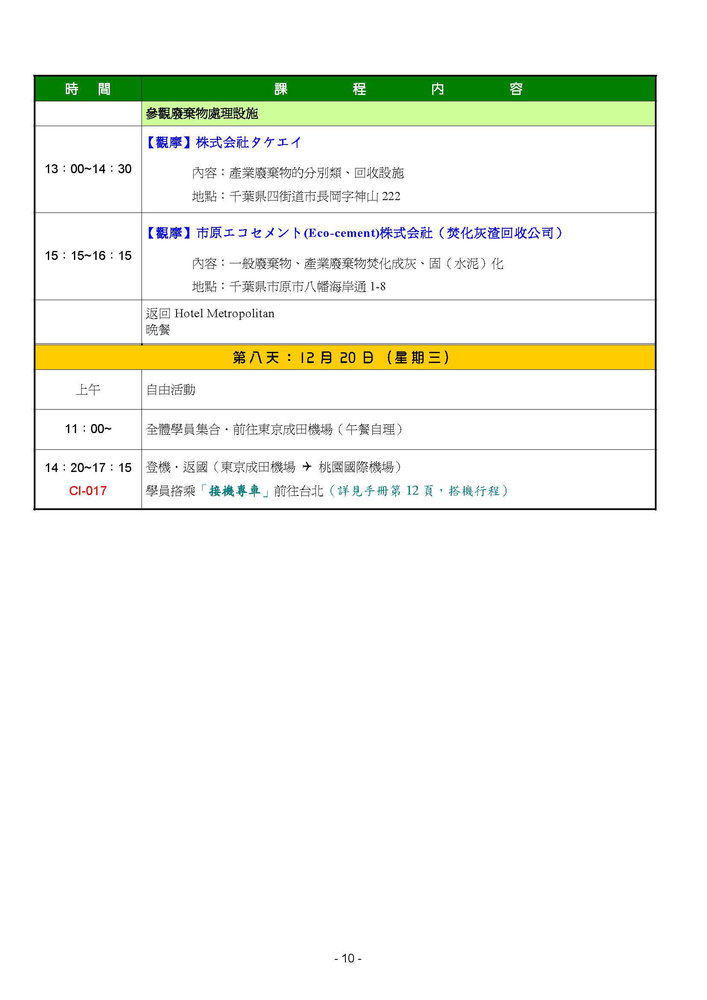 時 間 課 程 內 容
參觀廢棄物處理設施
13：00~14：30
【觀摩】株式会社タケエイ
內容：產業廢棄物的分別類、回收設施
地點：千葉県四街道市長岡字神山 222
15：15~16：15
【觀摩】市原エコセメント(Eco-cement)株式会社（焚化灰渣回收公司）
內容：一般廢棄物、產業廢棄物焚化成灰、固（水泥）化
地點：千葉県市原市八幡海岸通 1-8
返回 Hotel Metropolitan
晚餐
第八天：12 月 20 日 （星期三）
上午
自由活動
11：00~
全體學員集合．前往東京成田機場（午餐自理）
14：20~17：15
CI-017
登機．返國（東京成田機場 ✈ 桃園國際機場）
學員搭乘「接機專車」前往台北（詳見手冊第 12 頁，搭機行程）
- 10 -